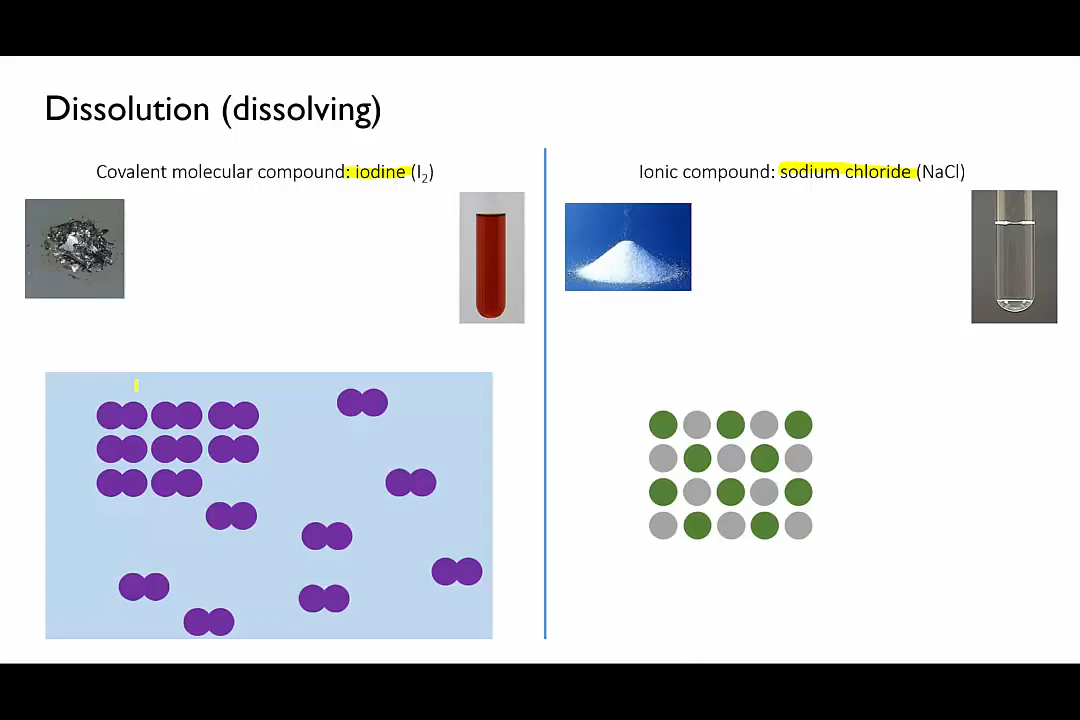 Dissolution (dissolving)
Covalent molecular compound: iodine (I₂)
Ionic compound: sodium chloride (NaCl)